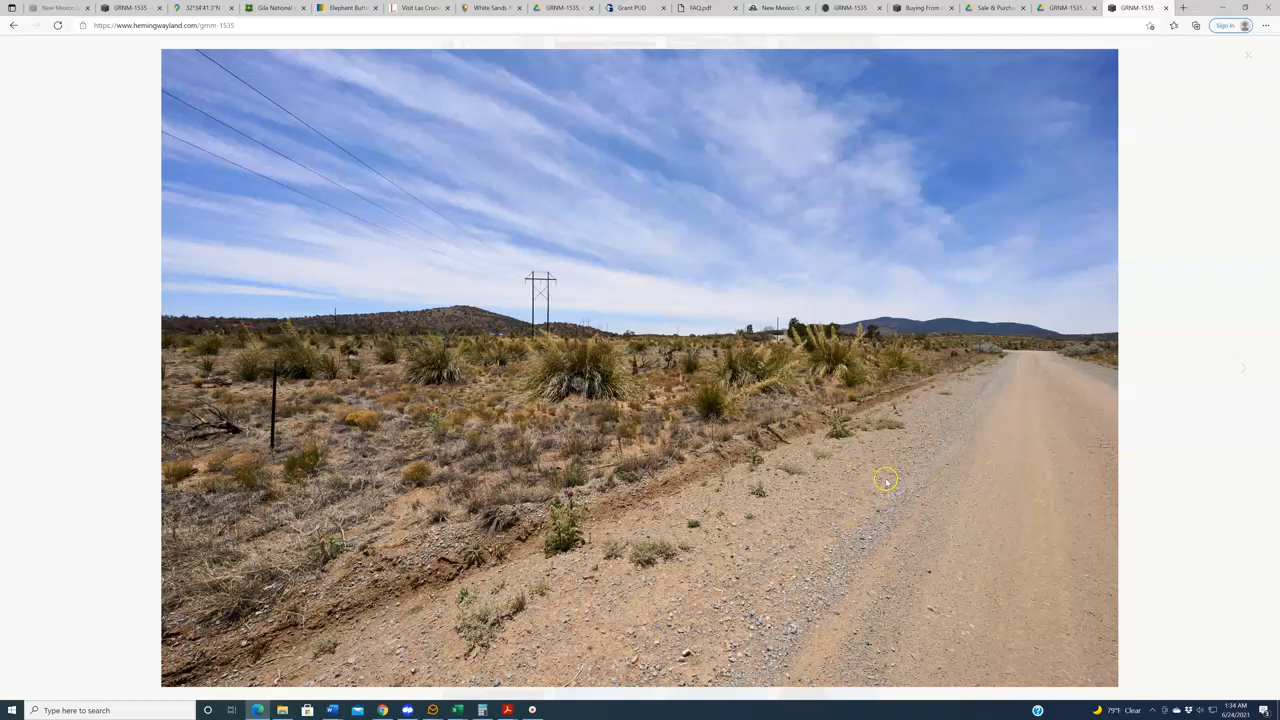 New Mexico L
GRNM-1535
32°34'41.3"N
Gila National
Elephant Butte
Visit Las Cruce
White Sands N
GRNM-1535.
Grant PUD
FAQ.pdf
New Mexico C
GRNM-1535
Buying From
Sale & Purcha
GRNM-1535.
GRNM-1535
https://www.hemingwayland.com/grnm-1535
Sign in
Type here to search
79°F Clear
1:34 AM
6/24/2021